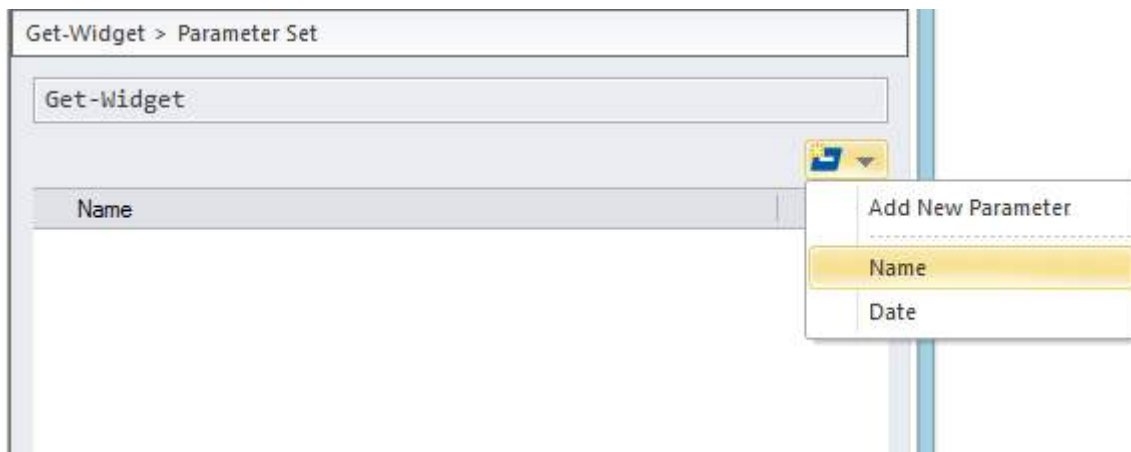 Get-Widget > Parameter Set
Get-Widget
Name
Add New Parameter
Name
Date